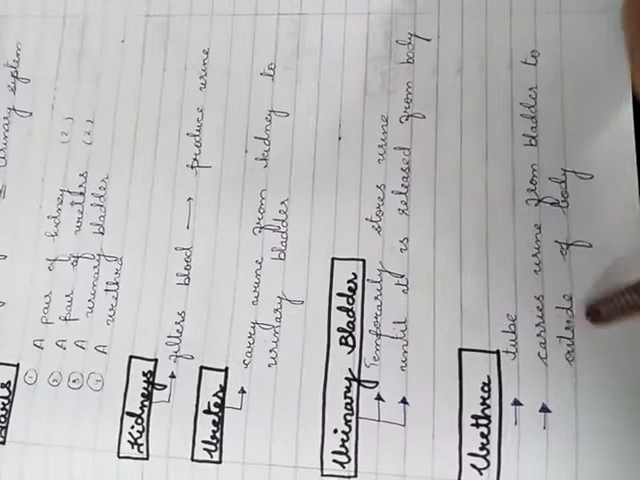 urinary system
Parts
① A pair of kidney (2)
② A pair of ureters (2)
③ A urinary bladder
④ A urethra
Kidneys
filters blood → produce urine
Ureter
carry urine from kidney to
urinary bladder
Urinary Bladder
Temporarily stores urine
until it is released from body
Urethra
→ tube
→ carries urine from bladder to
outside of body